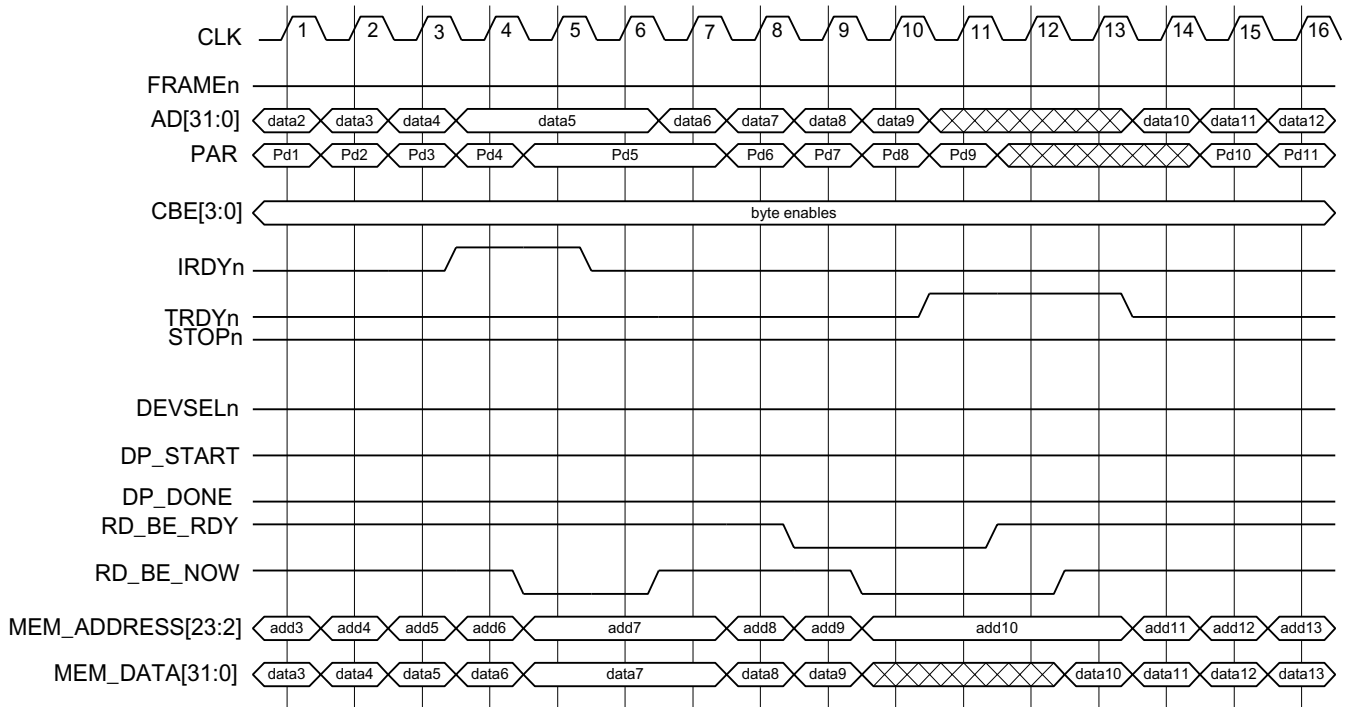 CLK 1 2 3 4 5 6 7 8 9 10 11 12 13 14 15 16
FRAMEn
AD[31:0] data2 data3 data4 data5 data6 data7 data8 data9 data10 data11 data12
PAR Pd1 Pd2 Pd3 Pd4 Pd5 Pd6 Pd7 Pd8 Pd9 Pd10 Pd11
CBE[3:0] byte enables
IRDYn
TRDYn
STOPn
DEVSELn
DP_START
DP_DONE
RD_BE_RDY
RD_BE_NOW
MEM_ADDRESS[23:2] add3 add4 add5 add6 add7 add8 add9 add10 add11 add12 add13
MEM_DATA[31:0] data3 data4 data5 data6 data7 data8 data9 data10 data11 data12 data13